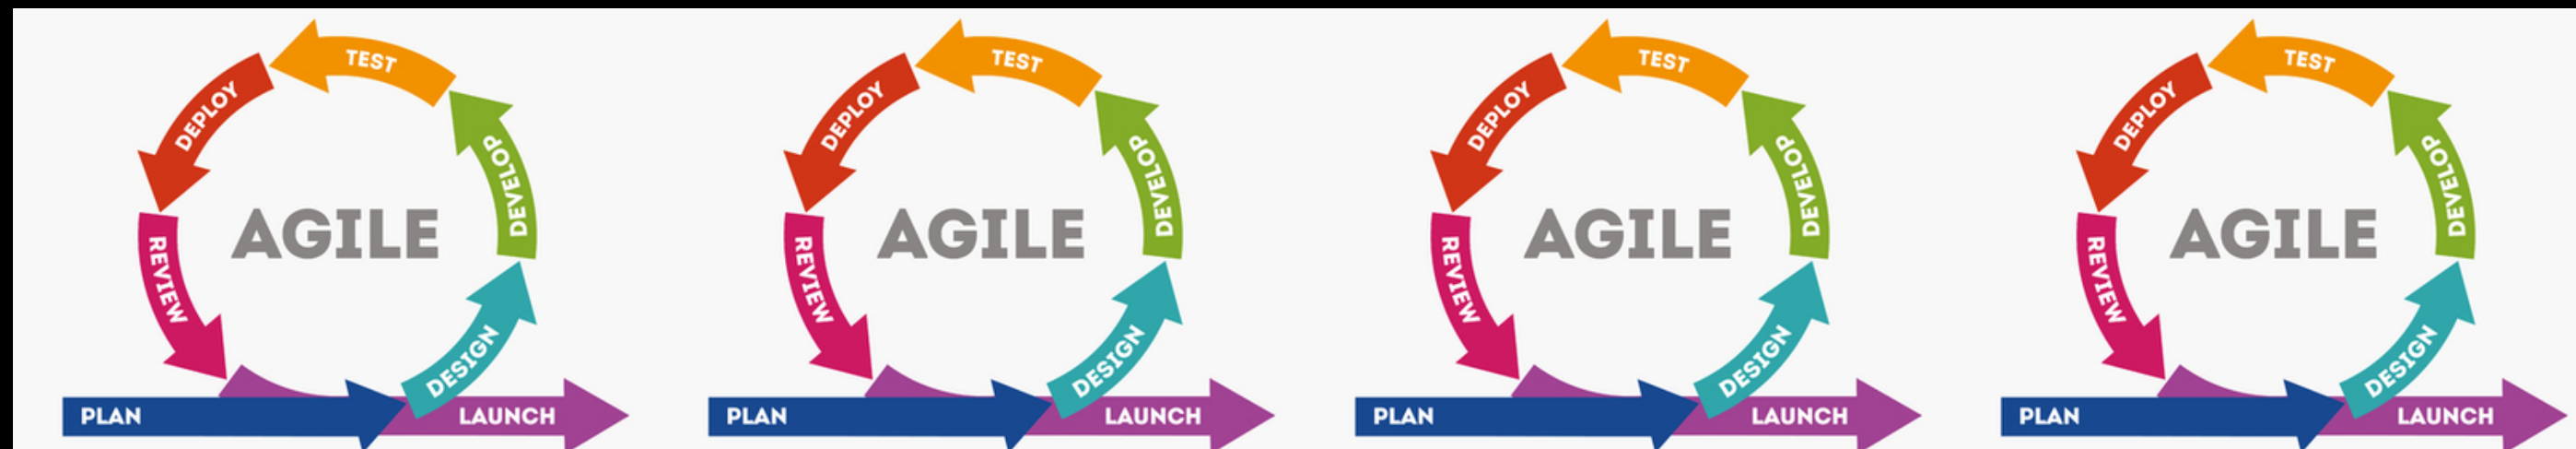 TEST
DEPLOY
DEVELOP
AGILE
REVIEW
DESIGN
PLAN
LAUNCH
TEST
DEPLOY
DEVELOP
AGILE
REVIEW
DESIGN
PLAN
LAUNCH
TEST
DEPLOY
DEVELOP
AGILE
REVIEW
DESIGN
PLAN
LAUNCH
TEST
DEPLOY
DEVELOP
AGILE
REVIEW
DESIGN
PLAN
LAUNCH